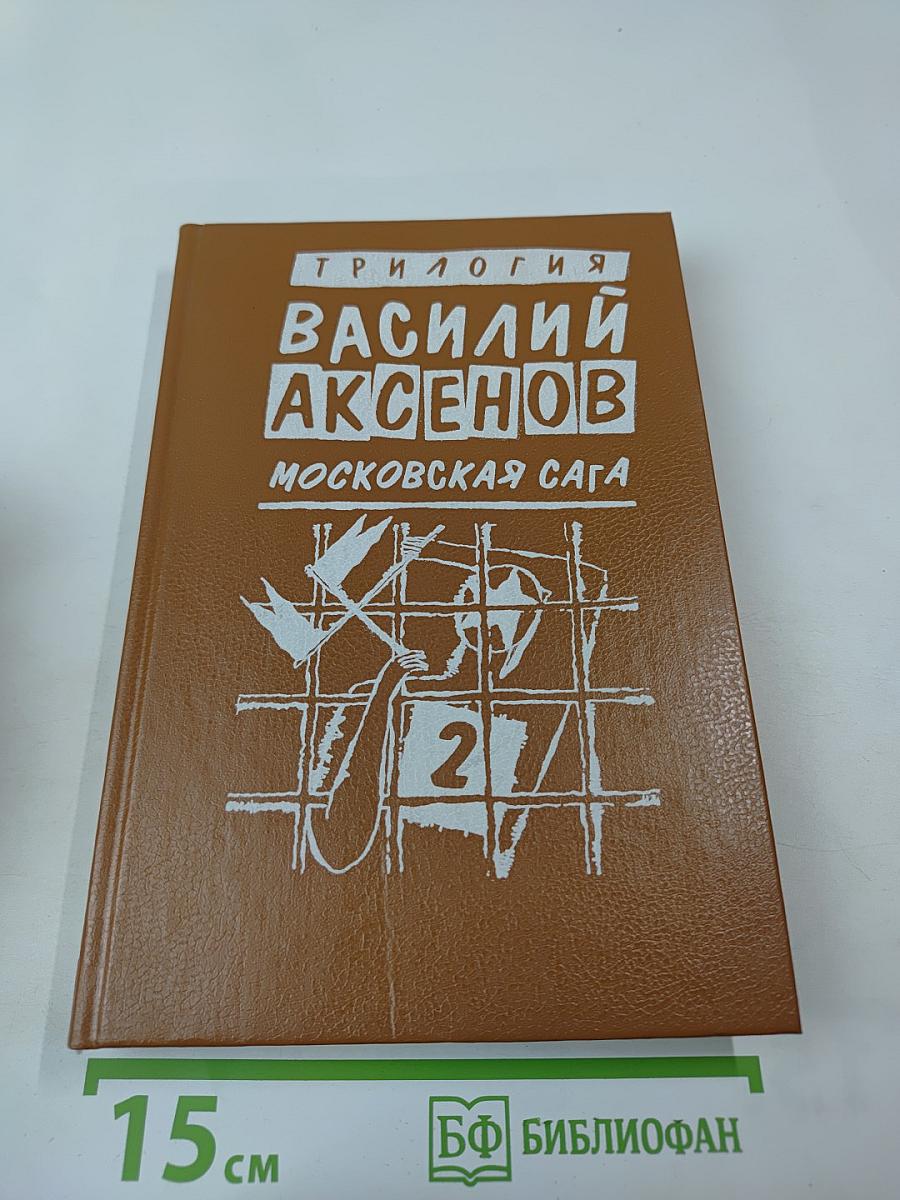 ТРИЛОГИЯ
ВАСИЛИЙ
АКСЕНОВ
МОСКОВСКАЯ САГА
2
15 см
БФ БИБЛИОФАН